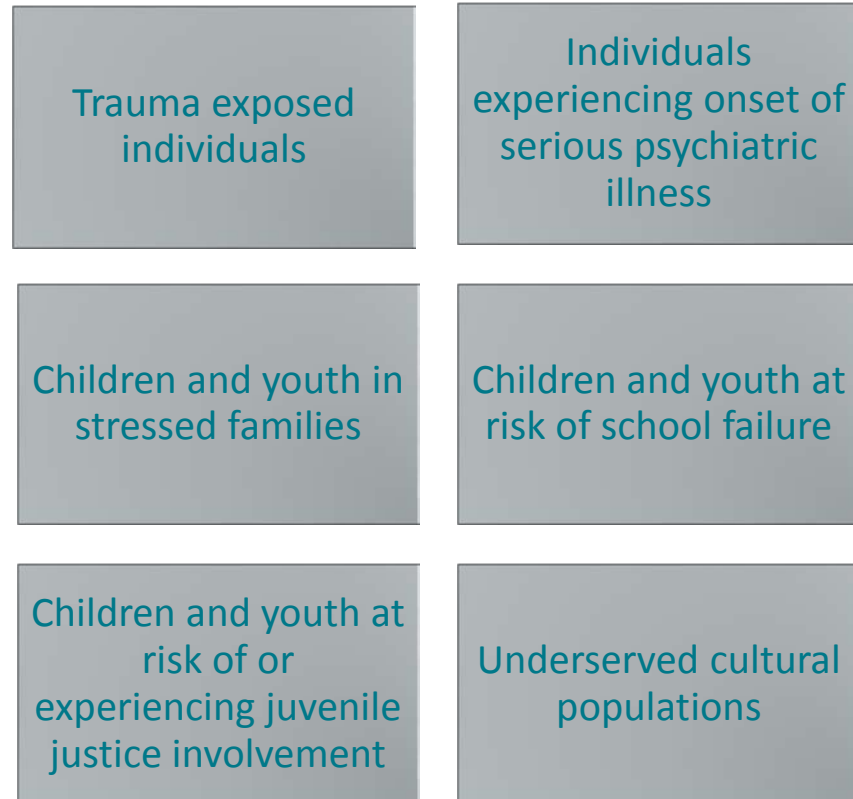 Trauma exposed
individuals
Individuals
experiencing onset of
serious psychiatric
illness
Children and youth in
stressed families
Children and youth at
risk of school failure
Children and youth at
risk of or
experiencing juvenile
justice involvement
Underserved cultural
populations